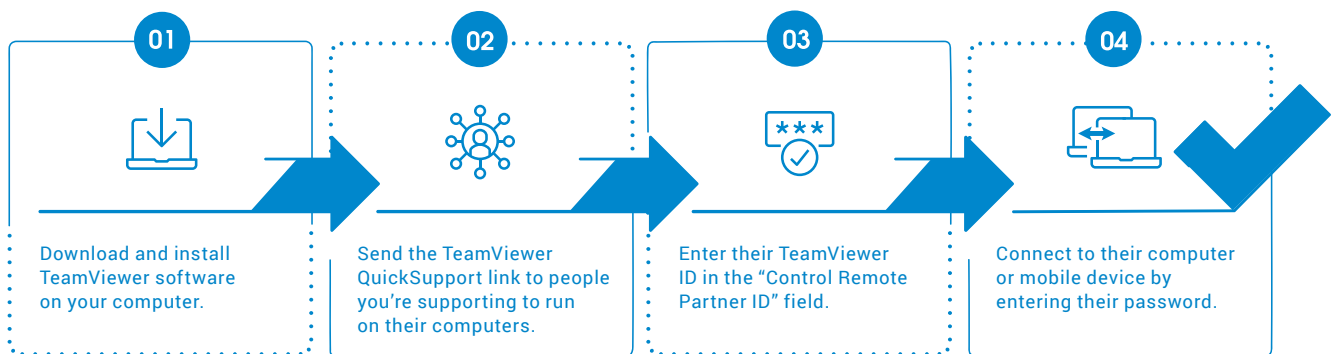 01
Download and install
TeamViewer software
on your computer.
02
Send the TeamViewer
QuickSupport link to people
you’re supporting to run
on their computers.
03
***
Enter their TeamViewer
ID in the “Control Remote
Partner ID” field.
04
Connect to their computer
or mobile device by
entering their password.